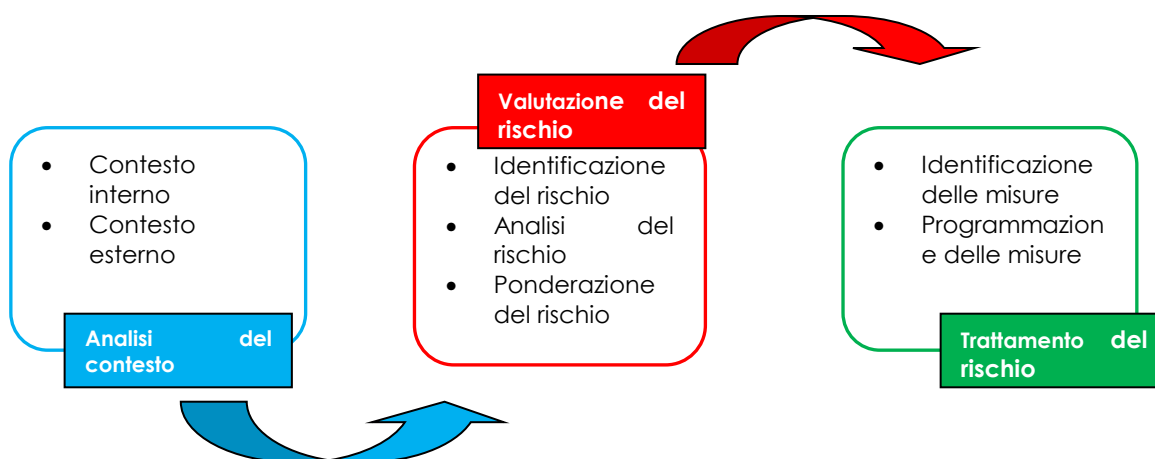 • Contesto
interno
• Contesto
esterno
Analisi del
contesto
Valutazione del
rischio
• Identificazione
del rischio
• Analisi del
rischio
• Ponderazione
del rischio
• Identificazione
delle misure
• Programmazion
e delle misure
Trattamento del
rischio